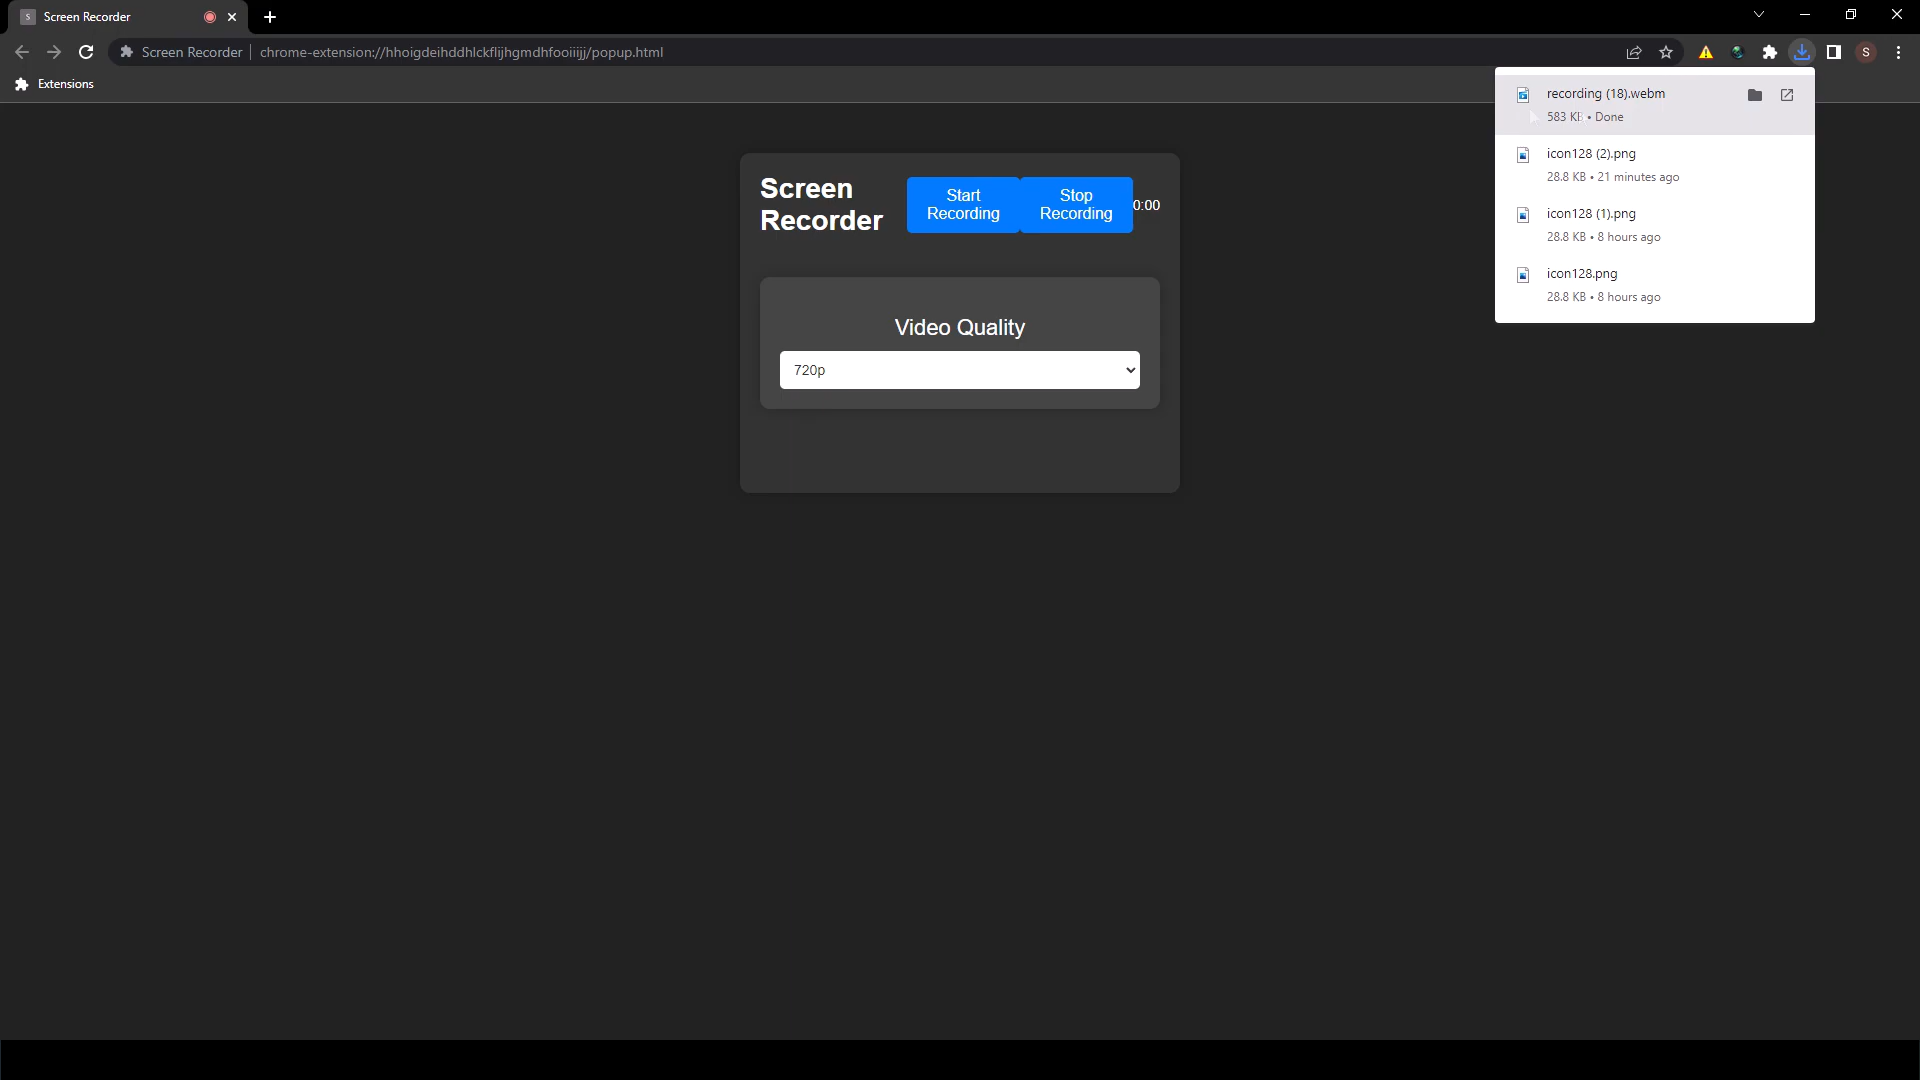 S Screen Recorder
Screen Recorder | chrome-extension://hhoigdeihddhlckflijhgmdhfooiiijj/popup.html
S
Extensions
recording (18).webm
583 KB • Done
icon128 (2).png
28.8 KB • 21 minutes ago
icon128 (1).png
28.8 KB • 8 hours ago
icon128.png
28.8 KB • 8 hours ago
Screen
Recorder
Start
Recording
Stop
Recording
0:00
Video Quality
720p